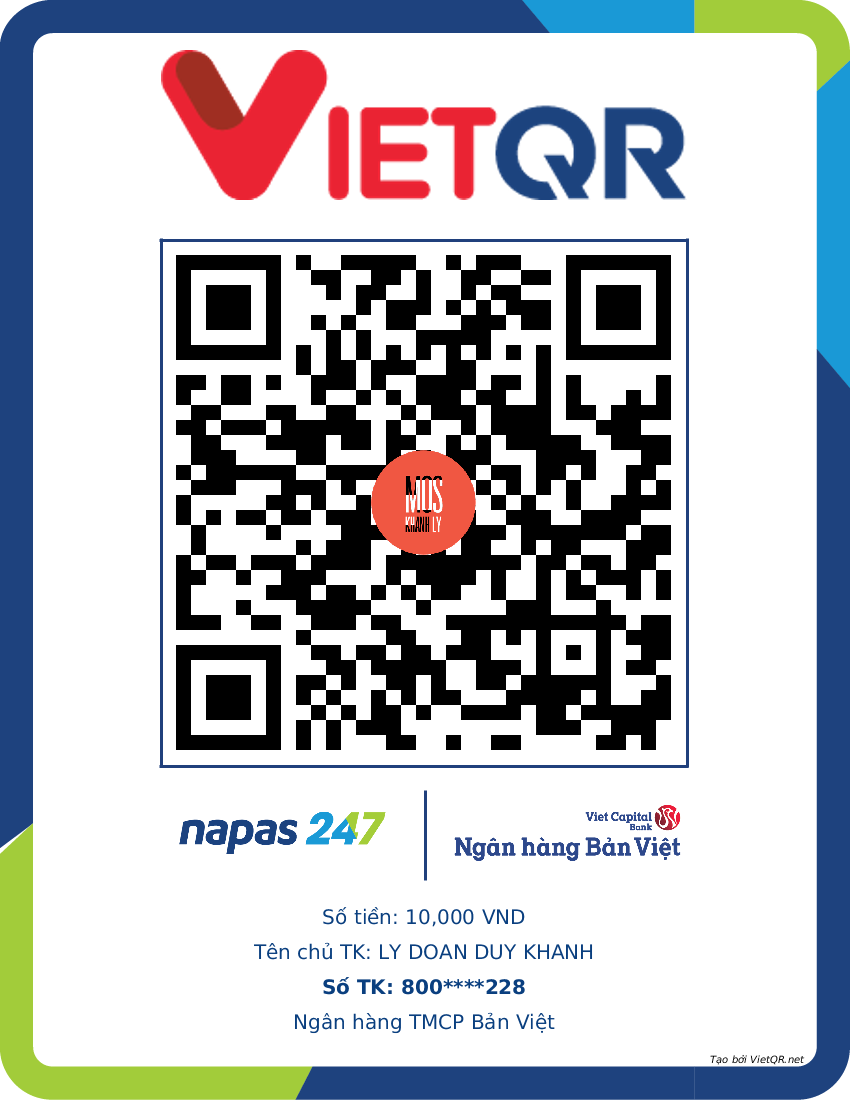 VIETQR
MOS
KHANH LY
napas 247
Viet Capital
Bank
Ngân hàng Bản Việt
Số tiền: 10,000 VND
Tên chủ TK: LY DOAN DUY KHANH
Số TK: 800****228
Ngân hàng TMCP Bản Việt
Tạo bởi VietQR.net